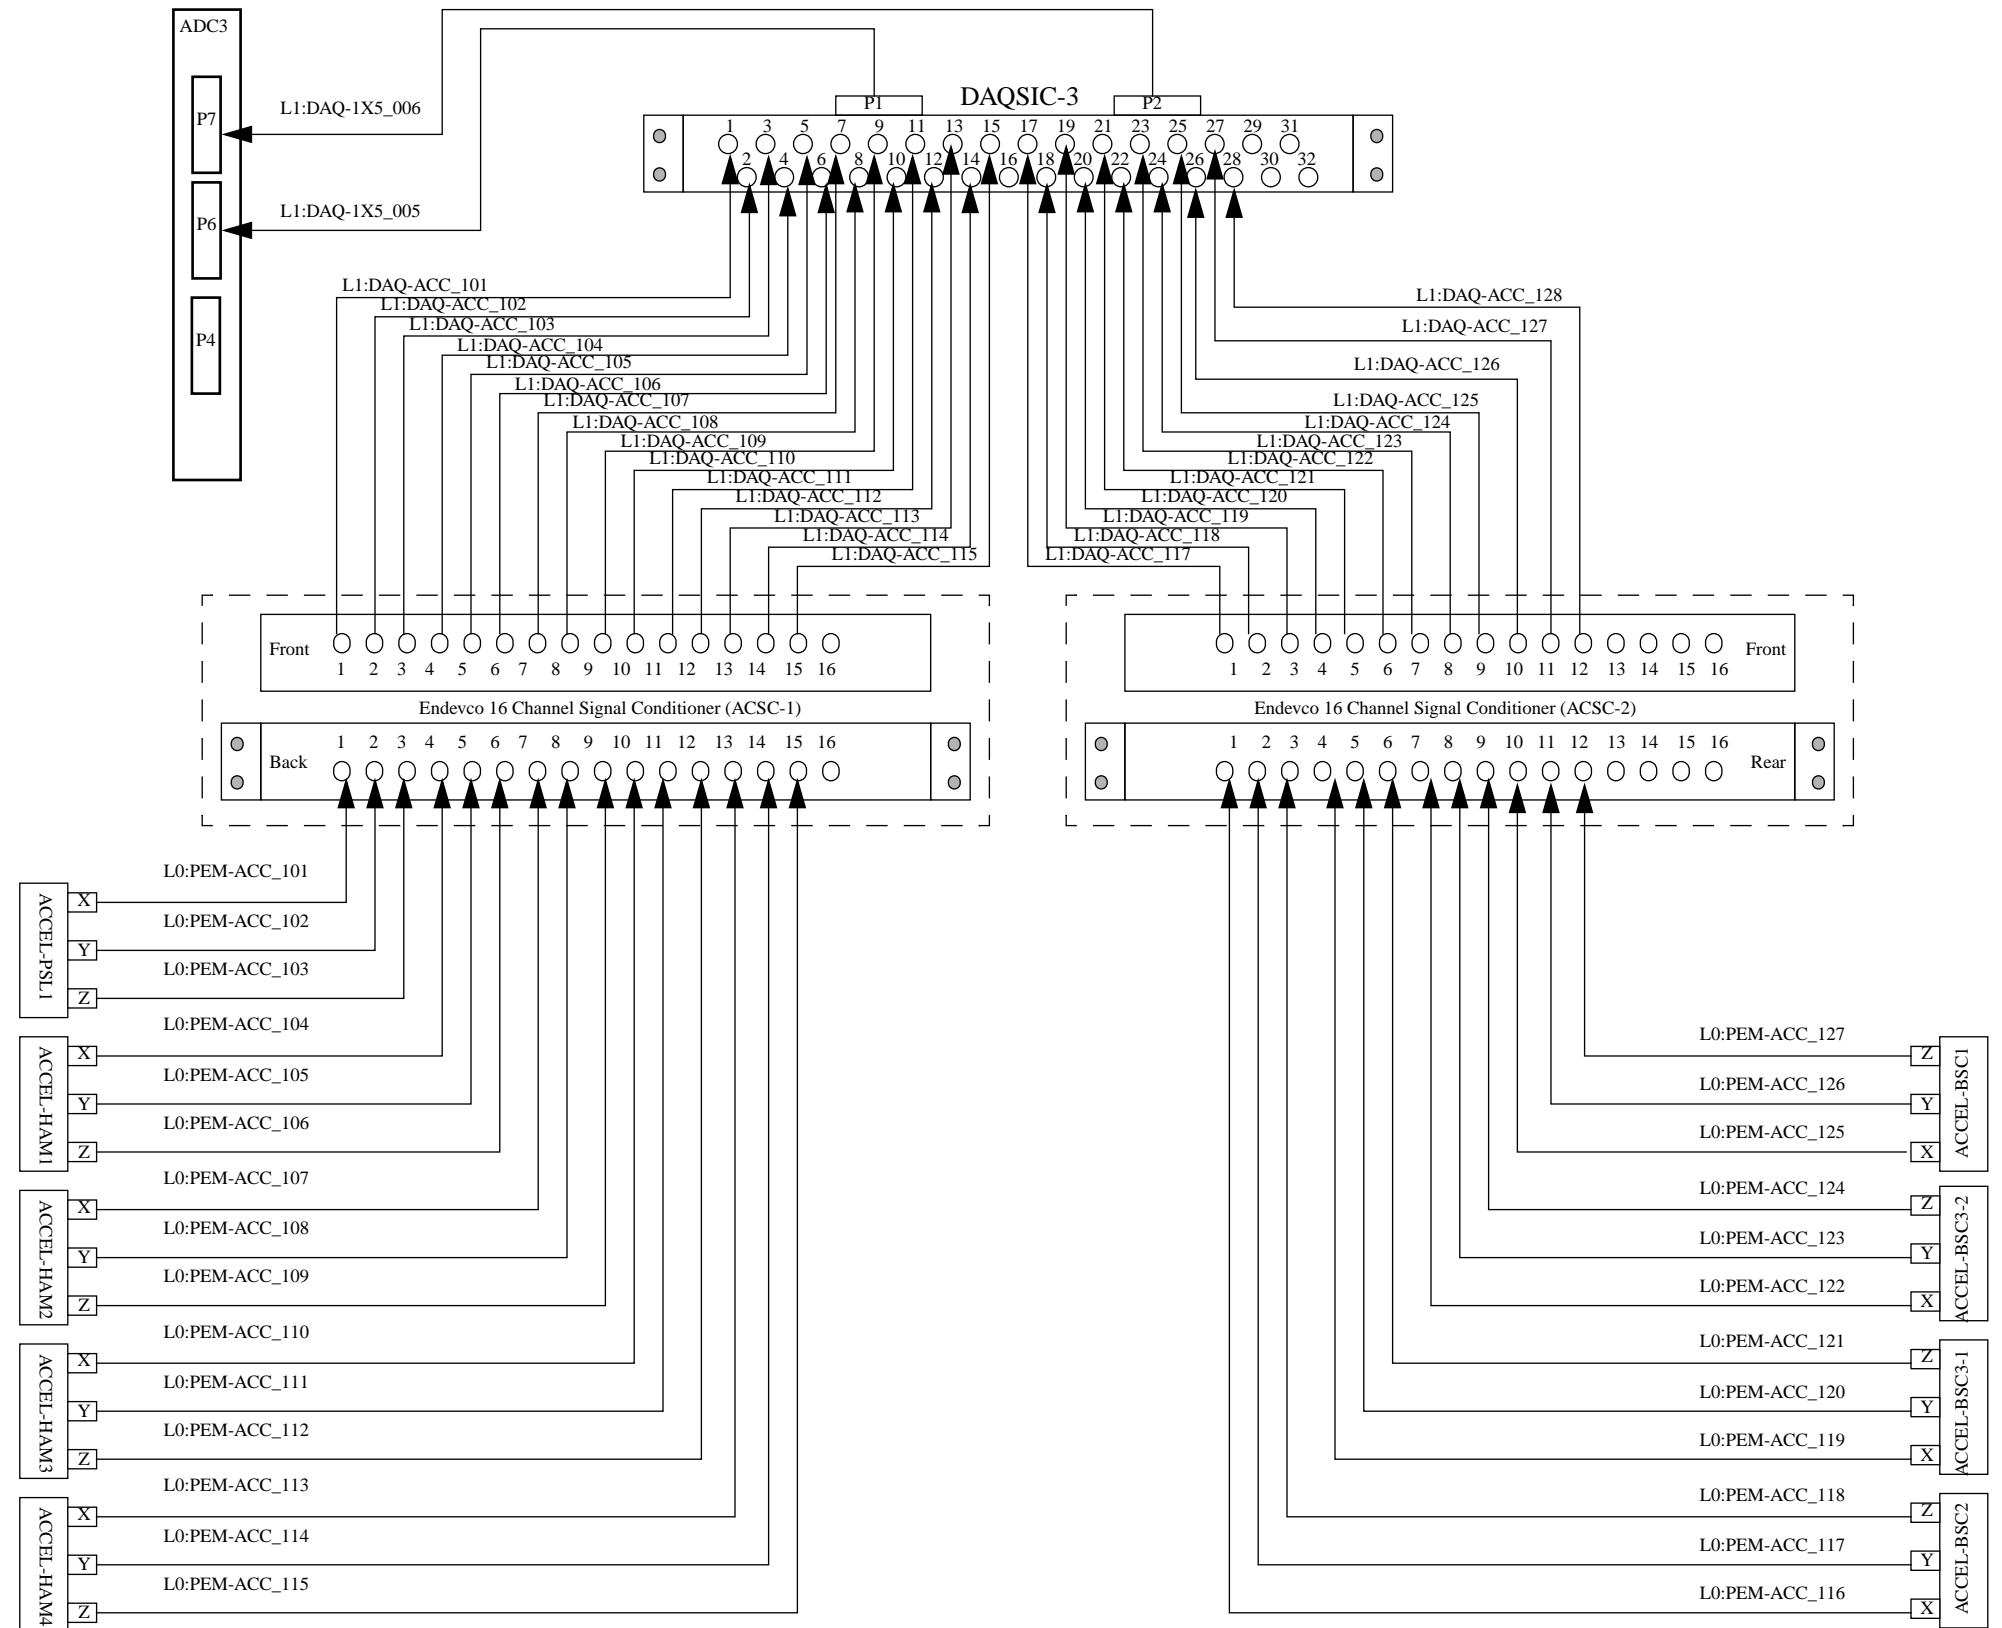 ADC3
P7
P6
P4
L1:DAQ-1X5_006
L1:DAQ-1X5_005
DAQSIC-3
P1
P2
1 3 5 7 9 11 13 15 17 19 21 23 25 27 29 31
2 4 6 8 10 12 14 16 18 20 22 24 26 28 30 32
L1:DAQ-ACC_101
L1:DAQ-ACC_102
L1:DAQ-ACC_103
L1:DAQ-ACC_104
L1:DAQ-ACC_105
L1:DAQ-ACC_106
L1:DAQ-ACC_107
L1:DAQ-ACC_108
L1:DAQ-ACC_109
L1:DAQ-ACC_110
L1:DAQ-ACC_111
L1:DAQ-ACC_112
L1:DAQ-ACC_113
L1:DAQ-ACC_114
L1:DAQ-ACC_115
L1:DAQ-ACC_128
L1:DAQ-ACC_127
L1:DAQ-ACC_126
L1:DAQ-ACC_125
L1:DAQ-ACC_124
L1:DAQ-ACC_123
L1:DAQ-ACC_122
L1:DAQ-ACC_121
L1:DAQ-ACC_120
L1:DAQ-ACC_119
L1:DAQ-ACC_118
L1:DAQ-ACC_117
Front
1 2 3 4 5 6 7 8 9 10 11 12 13 14 15 16
Endevco 16 Channel Signal Conditioner (ACSC-1)
1 2 3 4 5 6 7 8 9 10 11 12 13 14 15 16
Back
Front
1 2 3 4 5 6 7 8 9 10 11 12 13 14 15 16
Endevco 16 Channel Signal Conditioner (ACSC-2)
1 2 3 4 5 6 7 8 9 10 11 12 13 14 15 16
Rear
ACCEL-PSL1
X
L0:PEM-ACC_101
Y
L0:PEM-ACC_102
Z
L0:PEM-ACC_103
ACCEL-HAM1
X
L0:PEM-ACC_104
Y
L0:PEM-ACC_105
Z
L0:PEM-ACC_106
ACCEL-HAM2
X
L0:PEM-ACC_107
Y
L0:PEM-ACC_108
Z
L0:PEM-ACC_109
ACCEL-HAM3
X
L0:PEM-ACC_110
Y
L0:PEM-ACC_111
Z
L0:PEM-ACC_112
ACCEL-HAM4
X
L0:PEM-ACC_113
Y
L0:PEM-ACC_114
Z
L0:PEM-ACC_115
L0:PEM-ACC_127
Z
L0:PEM-ACC_126
Y
L0:PEM-ACC_125
X
ACCEL-BSC1
L0:PEM-ACC_124
Z
L0:PEM-ACC_123
Y
L0:PEM-ACC_122
X
ACCEL-BSC3-2
L0:PEM-ACC_121
Z
L0:PEM-ACC_120
Y
L0:PEM-ACC_119
X
ACCEL-BSC3-1
L0:PEM-ACC_118
Z
L0:PEM-ACC_117
Y
L0:PEM-ACC_116
X
ACCEL-BSC2